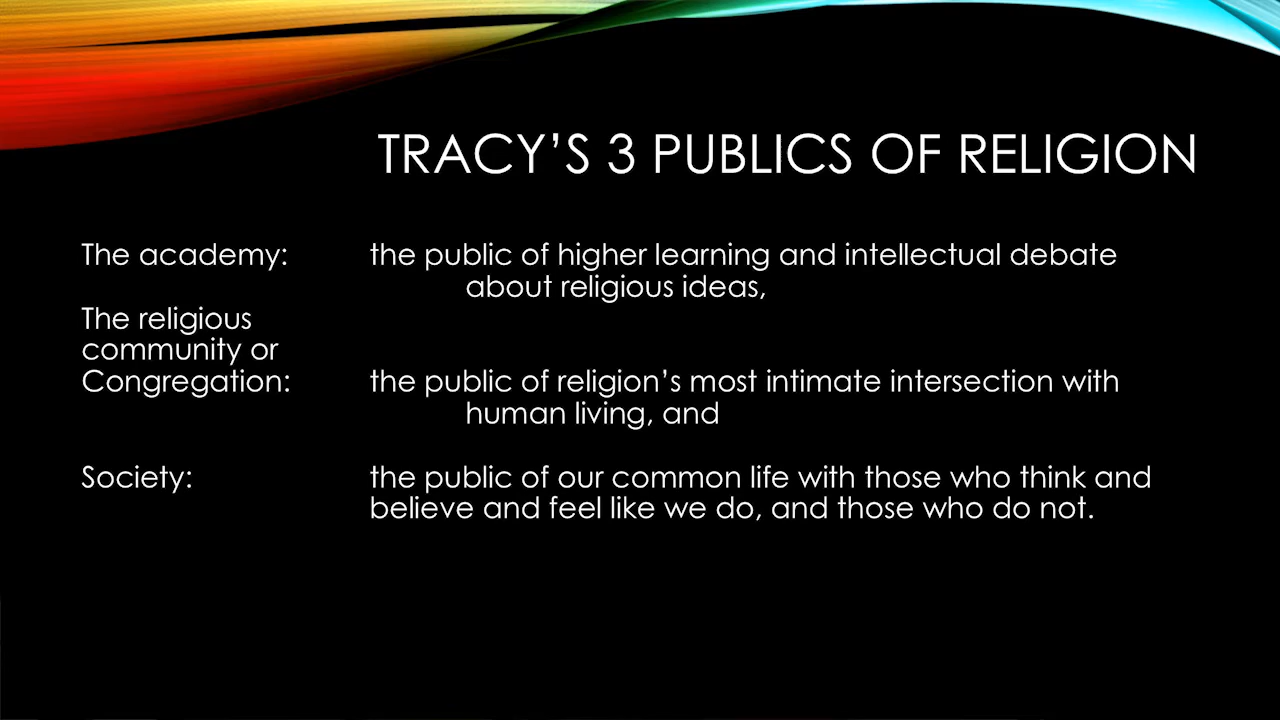 TRACY’S 3 PUBLICS OF RELIGION
The academy: the public of higher learning and intellectual debate
about religious ideas,
The religious
community or
Congregation: the public of religion’s most intimate intersection with
human living, and
Society: the public of our common life with those who think and
believe and feel like we do, and those who do not.